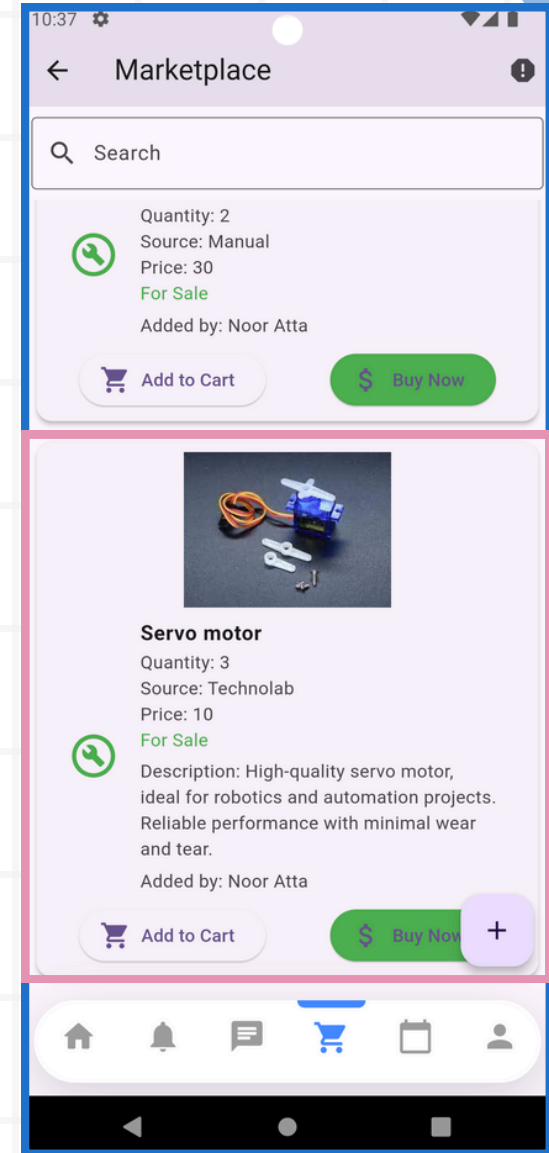 10:37
Marketplace
Search
Quantity: 2
Source: Manual
Price: 30
For Sale
Added by: Noor Atta
Add to Cart
$ Buy Now
Servo motor
Quantity: 3
Source: Technolab
Price: 10
For Sale
Description: High-quality servo motor,
ideal for robotics and automation projects.
Reliable performance with minimal wear
and tear.
Added by: Noor Atta
Add to Cart
$ Buy Now
+